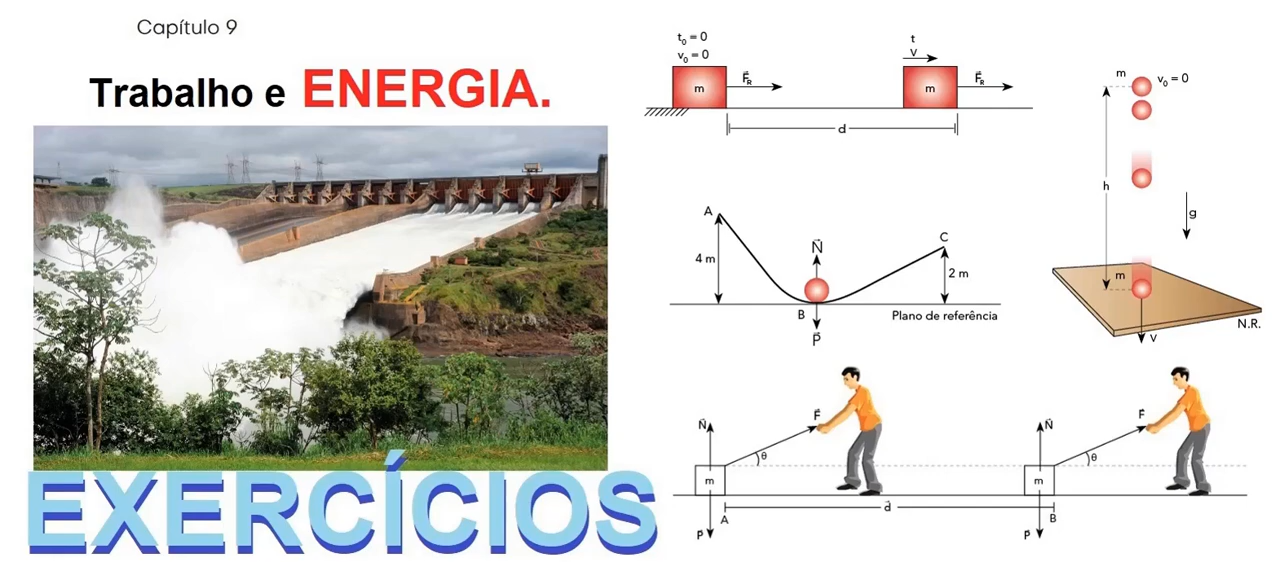 Capítulo 9
Trabalho e ENERGIA.
EXERCÍCIOS
t₀ = 0
v₀ = 0
m
F⃗R
t
v
m
F⃗R
d
A
4 m
N⃗
B
P⃗
C
2 m
Plano de referência
m
v₀ = 0
h
g
m
v
N.R.
N⃗
F⃗
θ
m
P⃗
A
d⃗
N⃗
F⃗
θ
m
P⃗
B